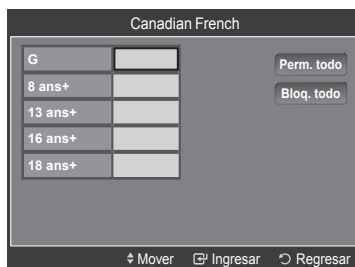 Canadian French
G
8 ans+
13 ans+
16 ans+
18 ans+
Perm. todo
Bloq. todo
Mover Ingresar Regresar